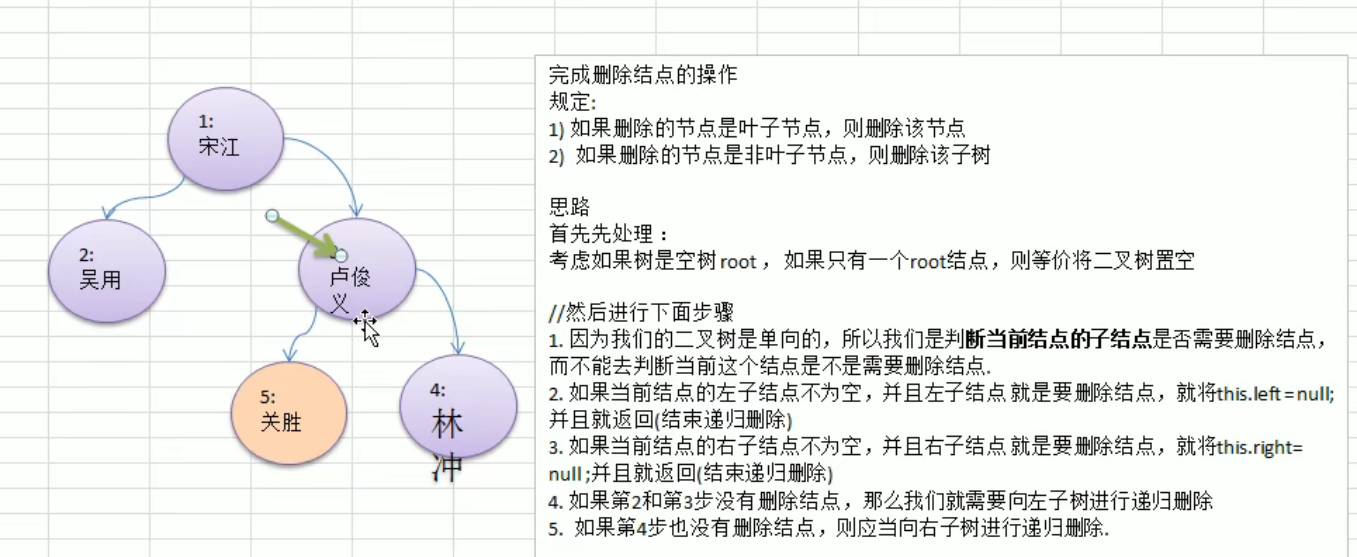 1:
宋江
2:
吴用
卢俊
义
5:
关胜
4:
林
冲
完成删除结点的操作
规定:
1) 如果删除的节点是叶子节点，则删除该节点
2) 如果删除的节点是非叶子节点，则删除该子树
思路
首先先处理：
考虑如果树是空树root，如果只有一个root结点，则等价将二叉树置空
//然后进行下面步骤
1. 因为我们的二叉树是单向的，所以我们是判断当前结点的子结点是否需要删除结点，
而不能去判断当前这个结点是不是需要删除结点.
2. 如果当前结点的左子结点不为空，并且左子结点 就是要删除结点，就将this.left = null;
并且就返回(结束递归删除)
3. 如果当前结点的右子结点不为空，并且右子结点 就是要删除结点，就将this.right=
null ;并且就返回(结束递归删除)
4. 如果第2和第3步没有删除结点，那么我们就需要向左子树进行递归删除
5. 如果第4步也没有删除结点，则应当向右子树进行递归删除.